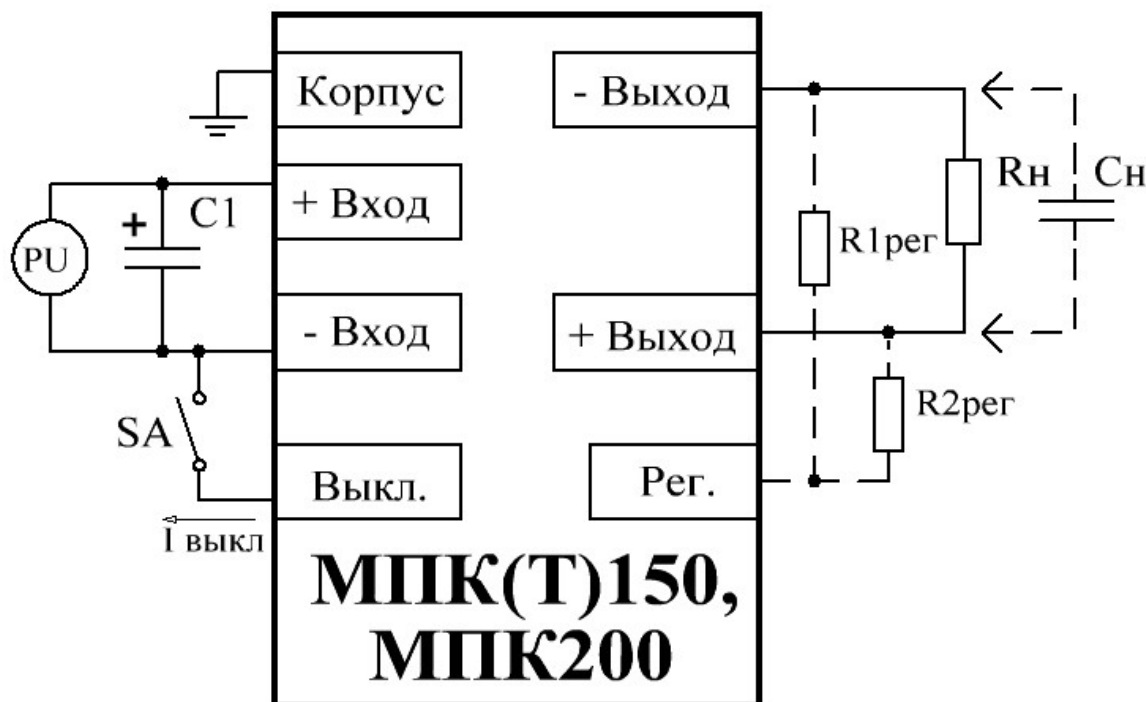 Корпус
- Выход
+ Вход
+
C1
PU
Rн
Cн
R1рег
- Вход
+ Выход
R2рег
SA
Выкл.
Рег.
I выкл
МПК(Т)150,
МПК200